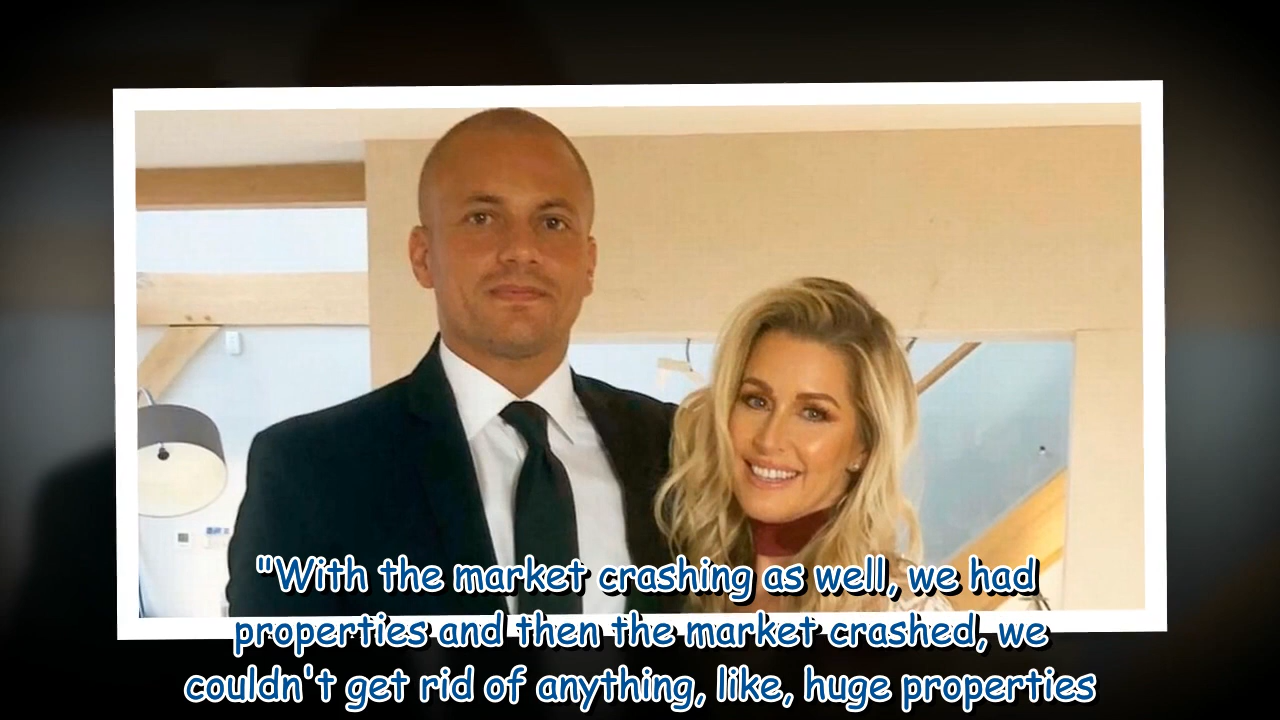 "With the market crashing as well, we had
properties and then the market crashed, we
couldn't get rid of anything, like, huge properties